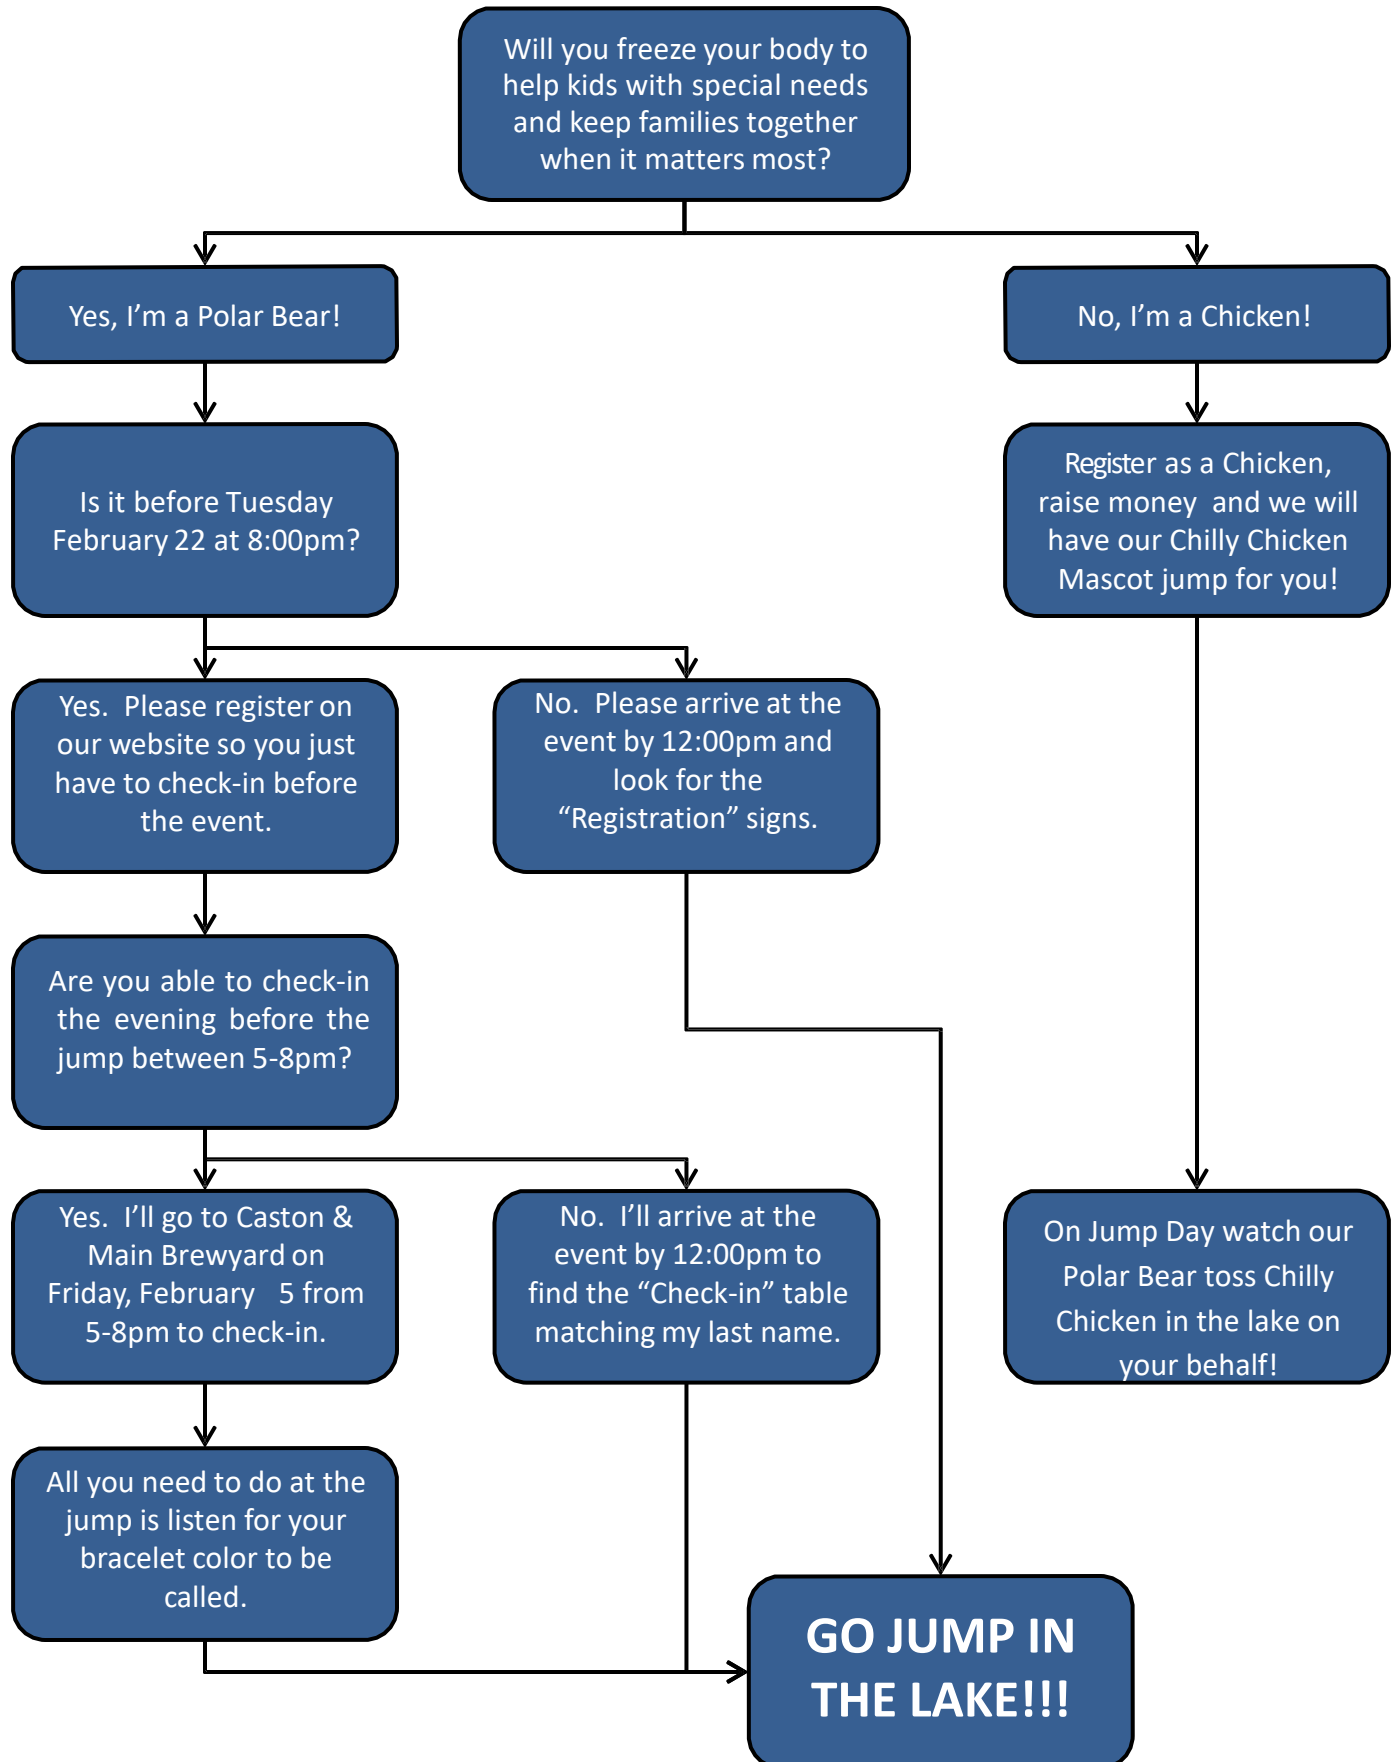 Will you freeze your body to
help kids with special needs
and keep families together
when it matters most?
Yes, I'm a Polar Bear!
No, I'm a Chicken!
Is it before Tuesday
February 22 at 8:00pm?
Register as a Chicken,
raise money  and we will
have our Chilly Chicken
Mascot jump for you!
Yes.  Please register on
our website so you just
have to check-in before
the event.
No.  Please arrive at the
event by 12:00pm and
look for the
“Registration” signs.
Are you able to check-in
the evening before the
jump between 5-8pm?
Yes.  I'll go to Caston &
Main Brewyard on
Friday, February   5 from
5-8pm to check-in.
No.  I'll arrive at the
event by 12:00pm to
find the “Check-in” table
matching my last name.
On Jump Day watch our
Polar Bear toss Chilly
Chicken in the lake on
your behalf!
All you need to do at the
jump is listen for your
bracelet color to be
called.
GO JUMP IN
THE LAKE!!!